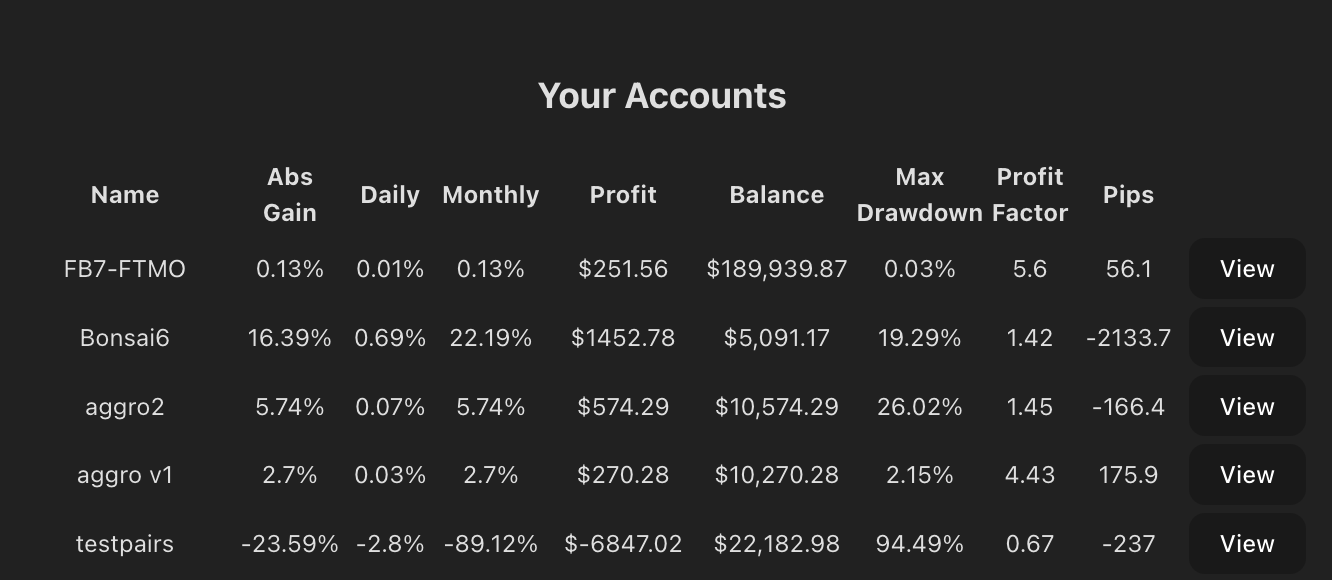 Your Accounts
Name Abs Gain Daily Monthly Profit Balance Max Drawdown Profit Factor Pips
FB7-FTMO 0.13% 0.01% 0.13% $251.56 $189,939.87 0.03% 5.6 56.1 View
Bonsai6 16.39% 0.69% 22.19% $1452.78 $5,091.17 19.29% 1.42 -2133.7 View
aggro2 5.74% 0.07% 5.74% $574.29 $10,574.29 26.02% 1.45 -166.4 View
aggro v1 2.7% 0.03% 2.7% $270.28 $10,270.28 2.15% 4.43 175.9 View
testpairs -23.59% -2.8% -89.12% $-6847.02 $22,182.98 94.49% 0.67 -237 View